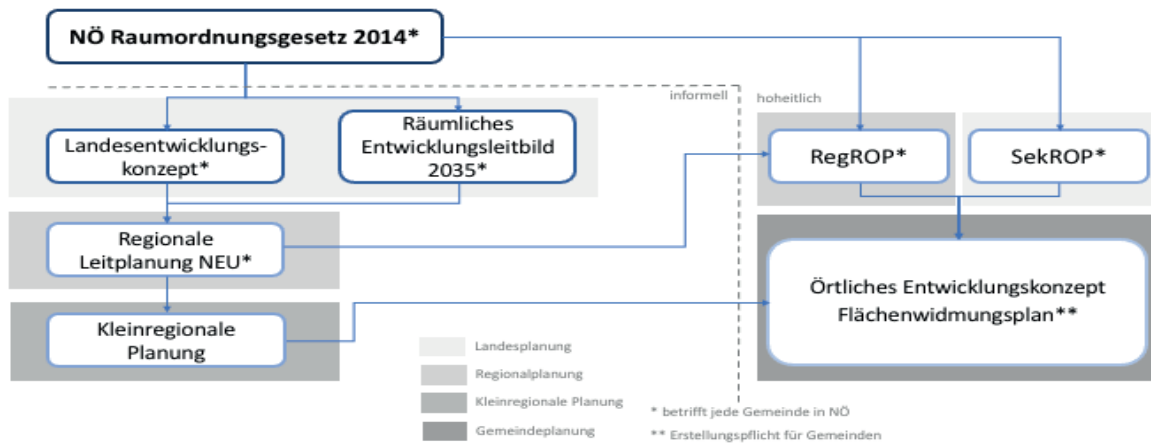 NÖ Raumordnungsgesetz 2014*
informell
hoheitlich
Landesentwicklungs-
konzept*
Räumliches
Entwicklungsleitbild
2035*
RegROP*
SekROP*
Regionale
Leitplanung NEU*
Örtliches Entwicklungskonzept
Flächenwidmungsplan**
Kleinregionale
Planung
Landesplanung
Regionalplanung
Kleinregionale Planung
Gemeindeplanung
* betrifft jede Gemeinde in NÖ
** Erstellungspflicht für Gemeinden